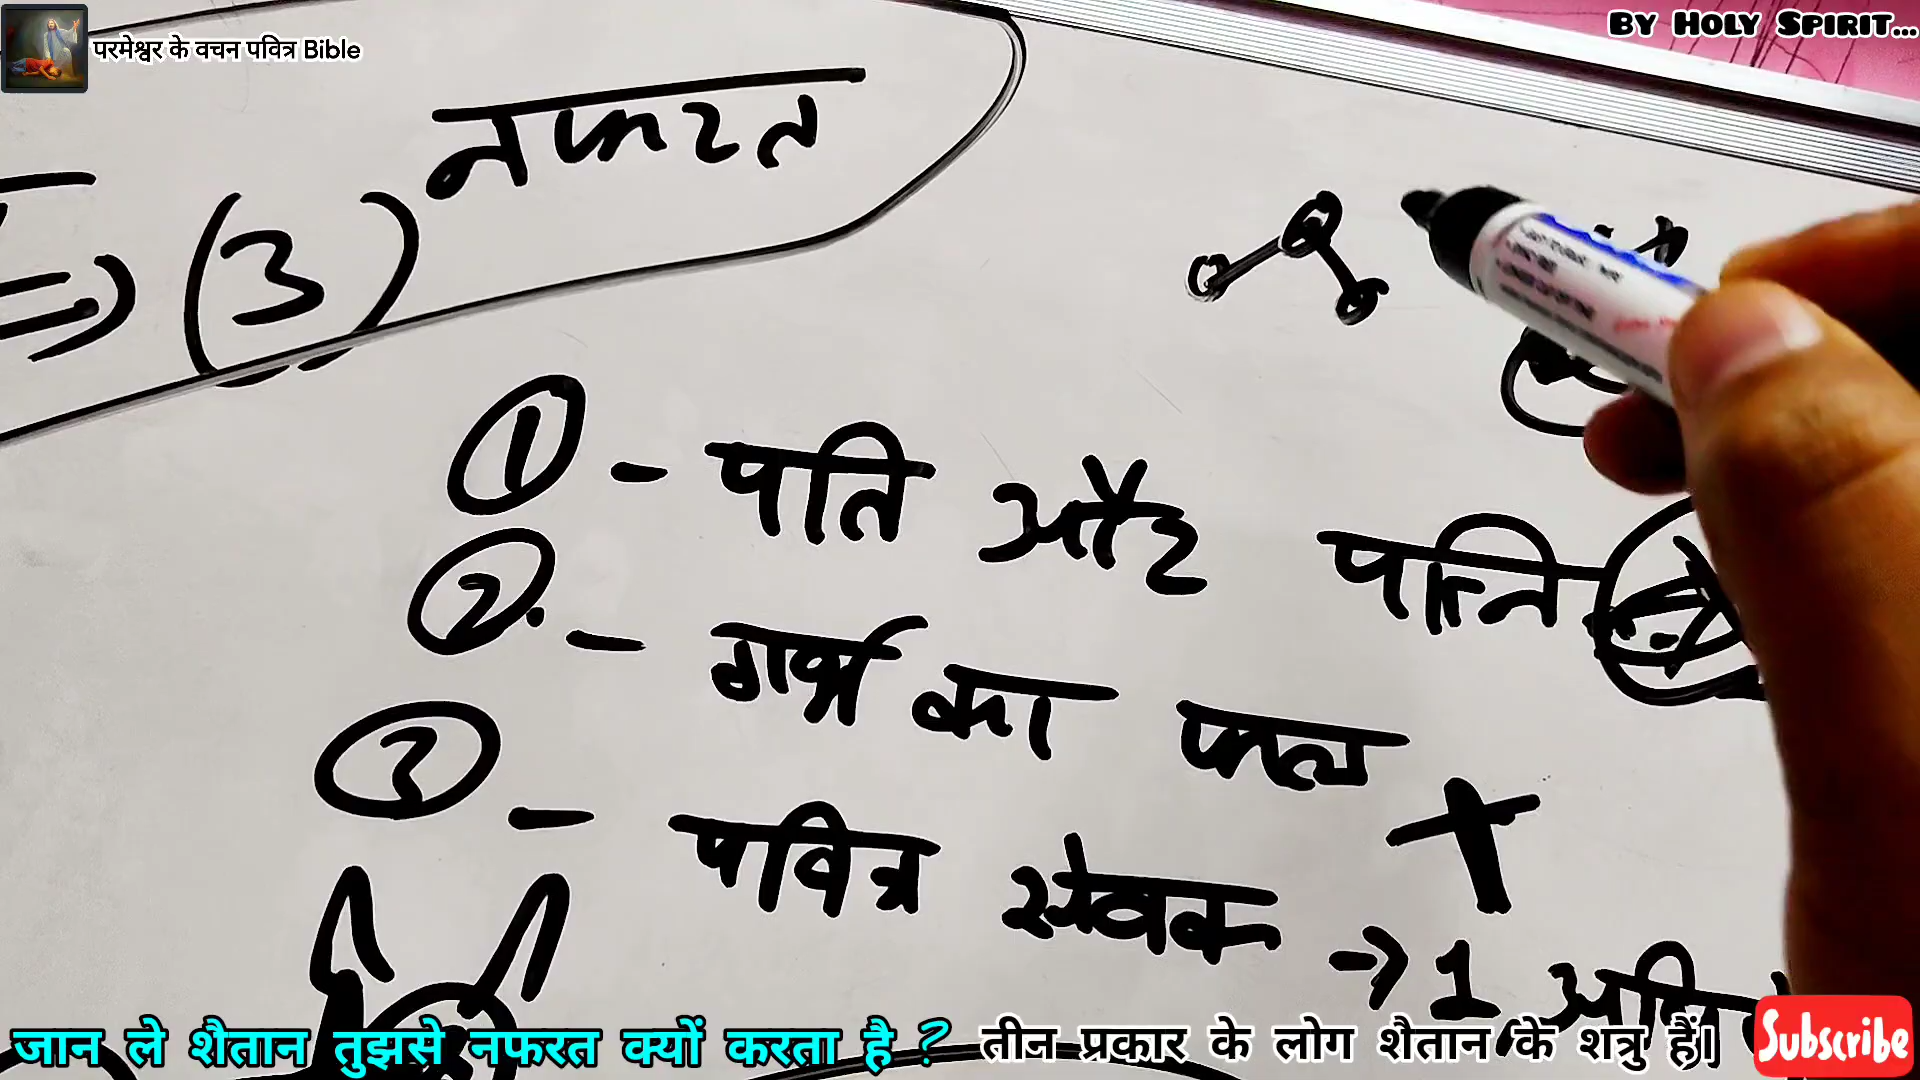 By Holy Spirit...
परमेश्वर के वचन पवित्र Bible
नफरत
=> (3)
① - पति और पत्नि
② - गर्भ का फल
③ - पवित्र सेवक → 1.
जान ले शैतान तुझसे नफरत क्यों करता है ? तीन प्रकार के लोग शैतान के शत्रु हैं।
Subscribe